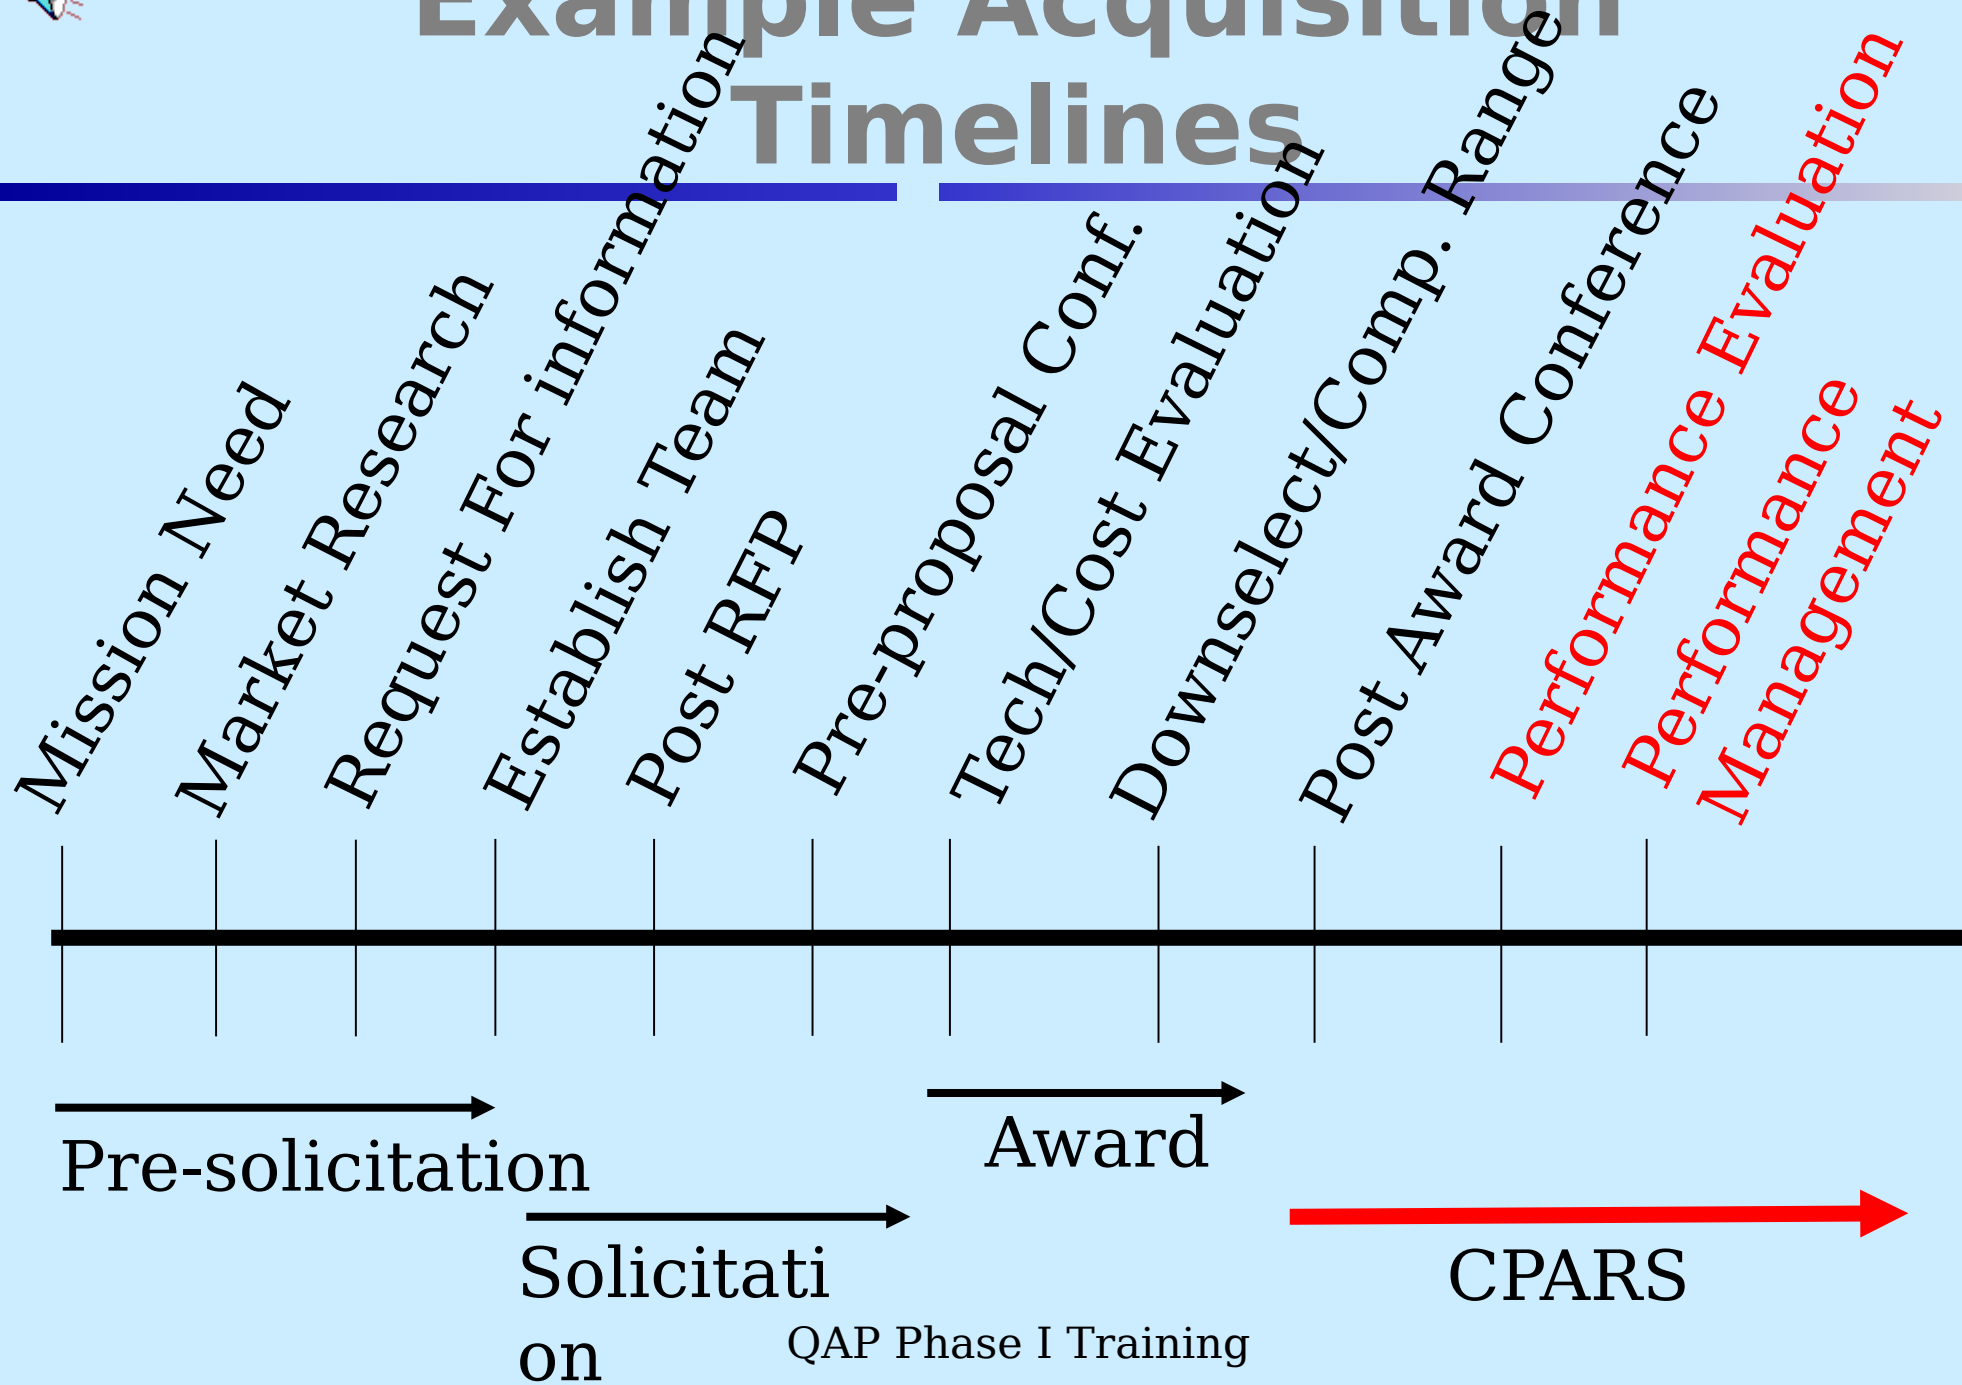 Example Acquisition
Timelines
Mission Need
Market Research
Request For information
Establish Team
Post RFP
Pre-proposal Conf.
Tech/Cost Evaluation
Downselect/Comp. Range
Post Award Conference
Performance Evaluation
Performance
Management
Pre-solicitation
Award
Solicitati
on
CPARS
QAP Phase I Training